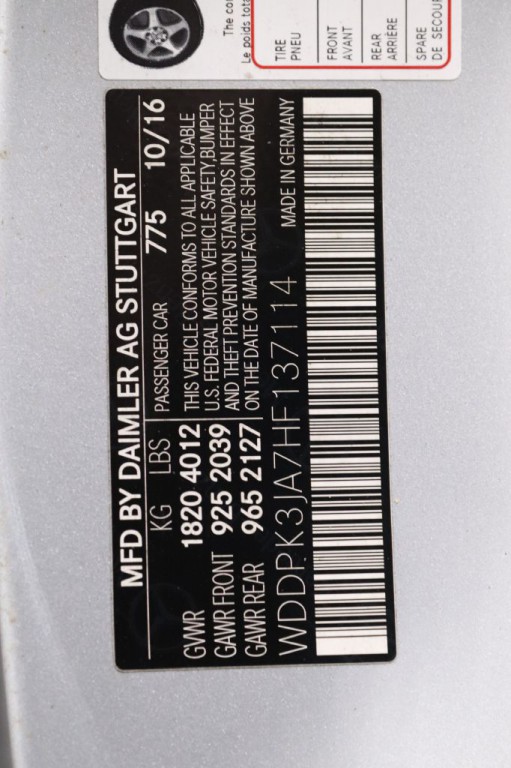 The
Le poids
TIRE
PNEU
FRONT
AVANT
REAR
ARRIÈRE
SPARE
DE
MFD BY DAIMLER AG STUTTGART
KG LBS PASSENGER CAR 775 10/16
GVWR 1820 4012 THIS VEHICLE CONFORMS TO ALL APPLICABLE
GAWR FRONT 925 2039 U.S. FEDERAL MOTOR VEHICLE SAFETY,BUMPER
GAWR REAR 965 2127 AND THEFT PREVENTION STANDARDS IN EFFECT
ON THE DATE OF MANUFACTURE SHOWN ABOVE
WDDPK3JA7HF137114 MADE IN GERMANY